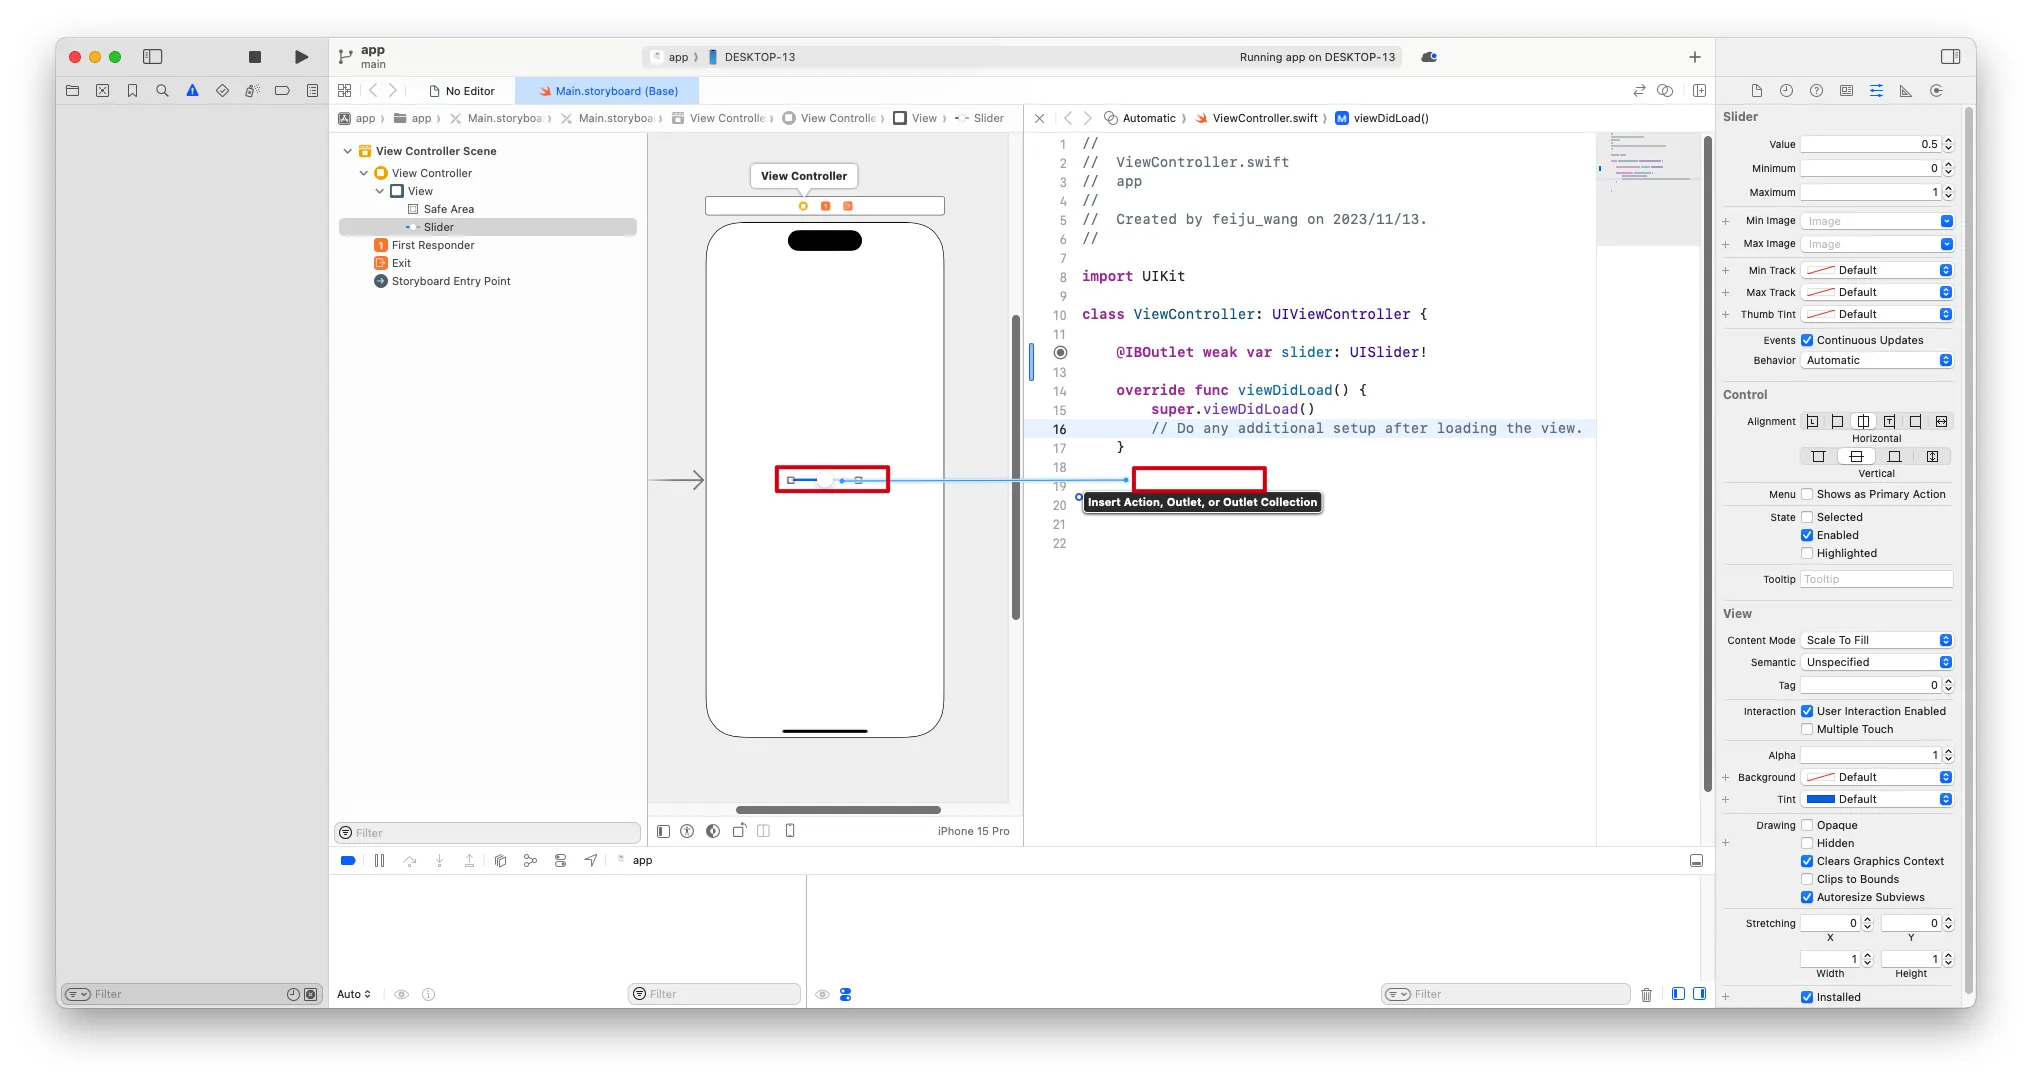 app
main
app
DESKTOP-13
Running app on DESKTOP-13
No Editor
Main.storyboard (Base)
app
app
Main.storyboa
Main.storyboa
View Controlle
View Controlle
View
Slider
Automatic
ViewController.swift
M
viewDidLoad()
View Controller Scene
View Controller
View
Safe Area
Slider
1 First Responder
Exit
Storyboard Entry Point
View Controller
1 //
2 // ViewController.swift
3 // app
4 //
5 // Created by feiju_wang on 2023/11/13.
6 //
7
8 import UIKit
9
10 class ViewController: UIViewController {
11
@IBOutlet weak var slider: UISlider!
13
14 override func viewDidLoad() {
15 super.viewDidLoad()
16 // Do any additional setup after loading the view.
17 }
18
19
20
Insert Action, Outlet, or Outlet Collection
21
22
iPhone 15 Pro
Filter
app
Filter
Auto
Filter
Filter
Slider
Value 0.5
Minimum 0
Maximum 1
Min Image Image
Max Image Image
Min Track Default
Max Track Default
Thumb Tint Default
Events Continuous Updates
Behavior Automatic
Control
Alignment
Horizontal
Vertical
Menu Shows as Primary Action
State Selected
Enabled
Highlighted
Tooltip Tooltip
View
Content Mode Scale To Fill
Semantic Unspecified
Tag 0
Interaction User Interaction Enabled
Multiple Touch
Alpha 1
Background Default
Tint Default
Drawing Opaque
Hidden
Clears Graphics Context
Clips to Bounds
Autoresize Subviews
Stretching 0 0
X Y
1 1
Width Height
Installed